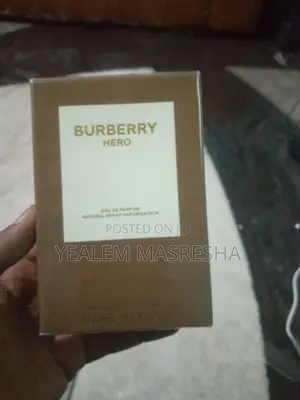 BURBERRY
HERO
EAU DE PARFUM
NATURAL SPRAY VAPORISATEUR
POSTED ON
YEALEM MASRESHA